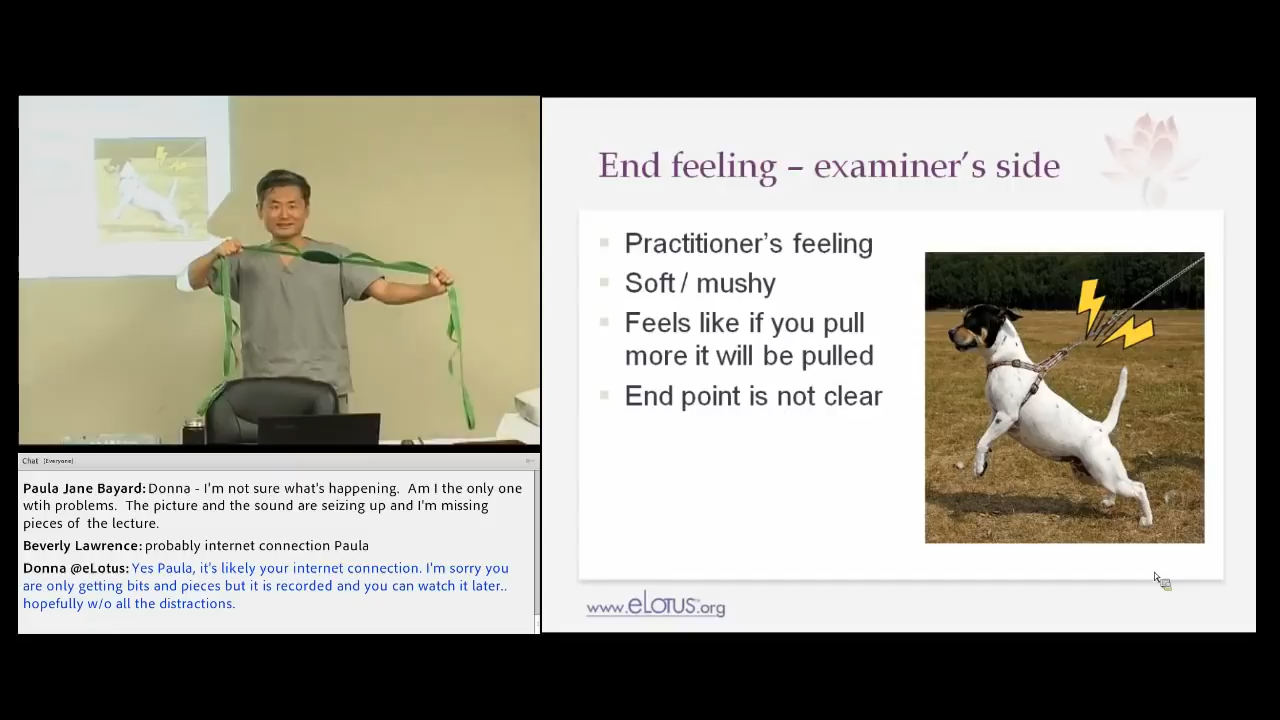 End feeling – examiner's side
Practitioner's feeling
Soft / mushy
Feels like if you pull
more it will be pulled
End point is not clear
www.eLOTUS.org
Chat (Everyone)
Paula Jane Bayard: Donna - I'm not sure what's happening. Am I the only one
wtih problems. The picture and the sound are seizing up and I'm missing
pieces of the lecture.
Beverly Lawrence: probably internet connection Paula
Donna @eLotus: Yes Paula, it's likely your internet connection. I'm sorry you
are only getting bits and pieces but it is recorded and you can watch it later..
hopefully w/o all the distractions.